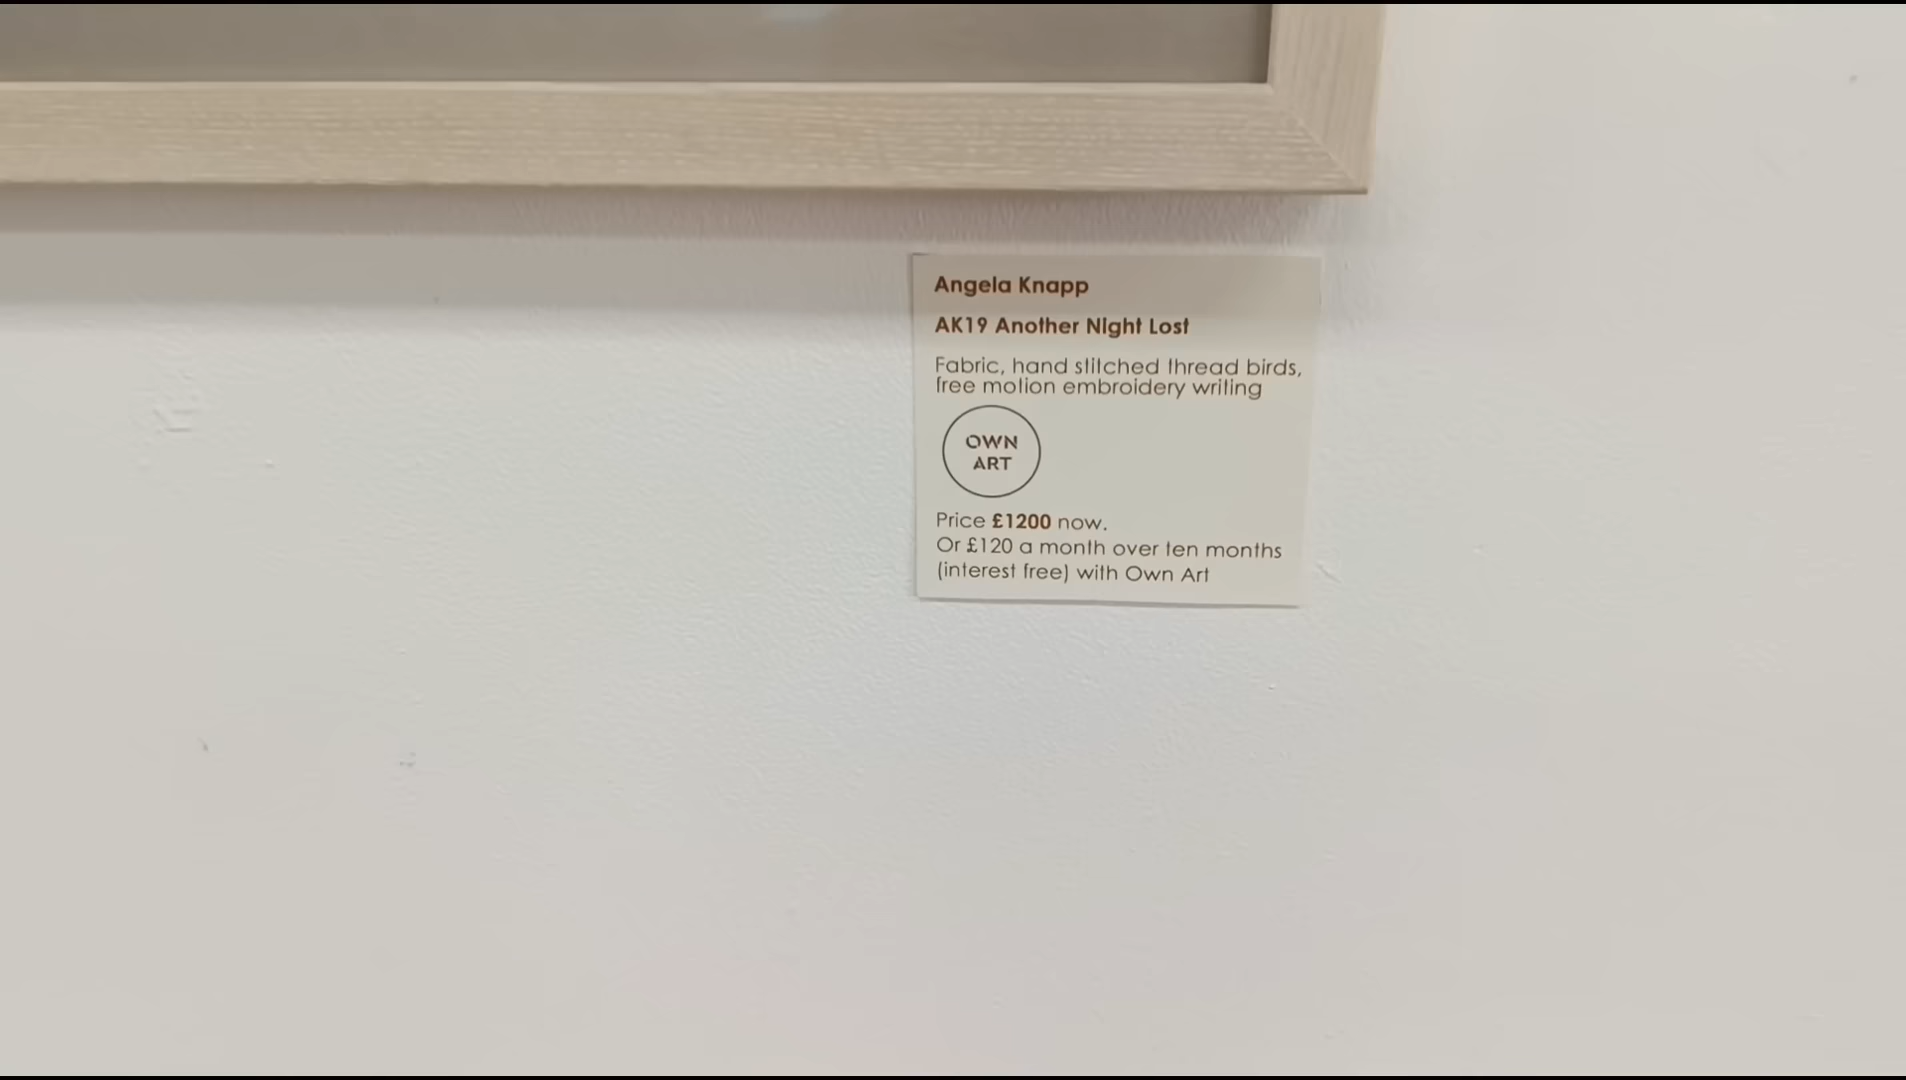 Angela Knapp
AK19 Another Night Lost
Fabric, hand stitched thread birds,
free motion embroidery writing
OWN
ART
Price £1200 now.
Or £120 a month over ten months
(interest free) with Own Art